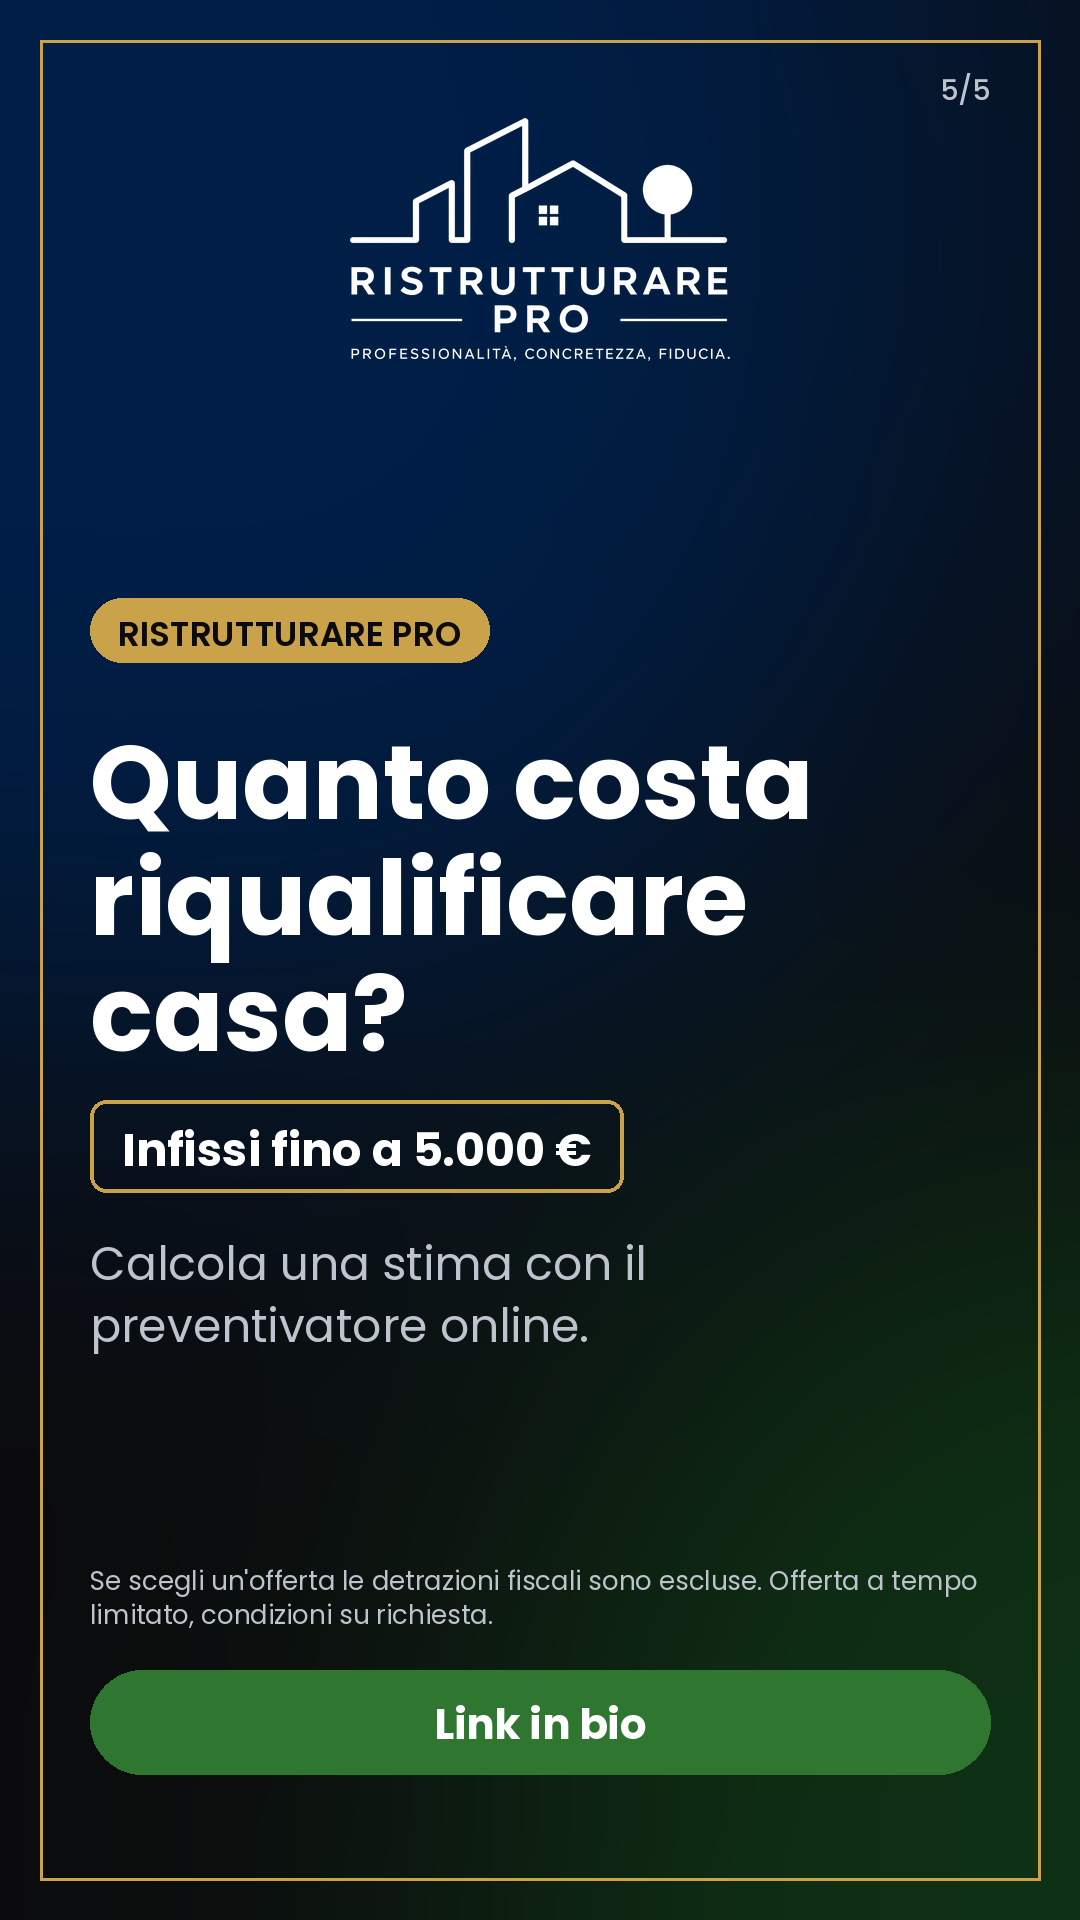 5/5
RISTRUTTURARE
PRO
PROFESSIONALITÀ, CONCRETEZZA, FIDUCIA.
RISTRUTTURARE PRO
Quanto costa
riqualificare
casa?
Infissi fino a 5.000 €
Calcola una stima con il
preventivatore online.
Se scegli un'offerta le detrazioni fiscali sono escluse. Offerta a tempo
limitato, condizioni su richiesta.
Link in bio